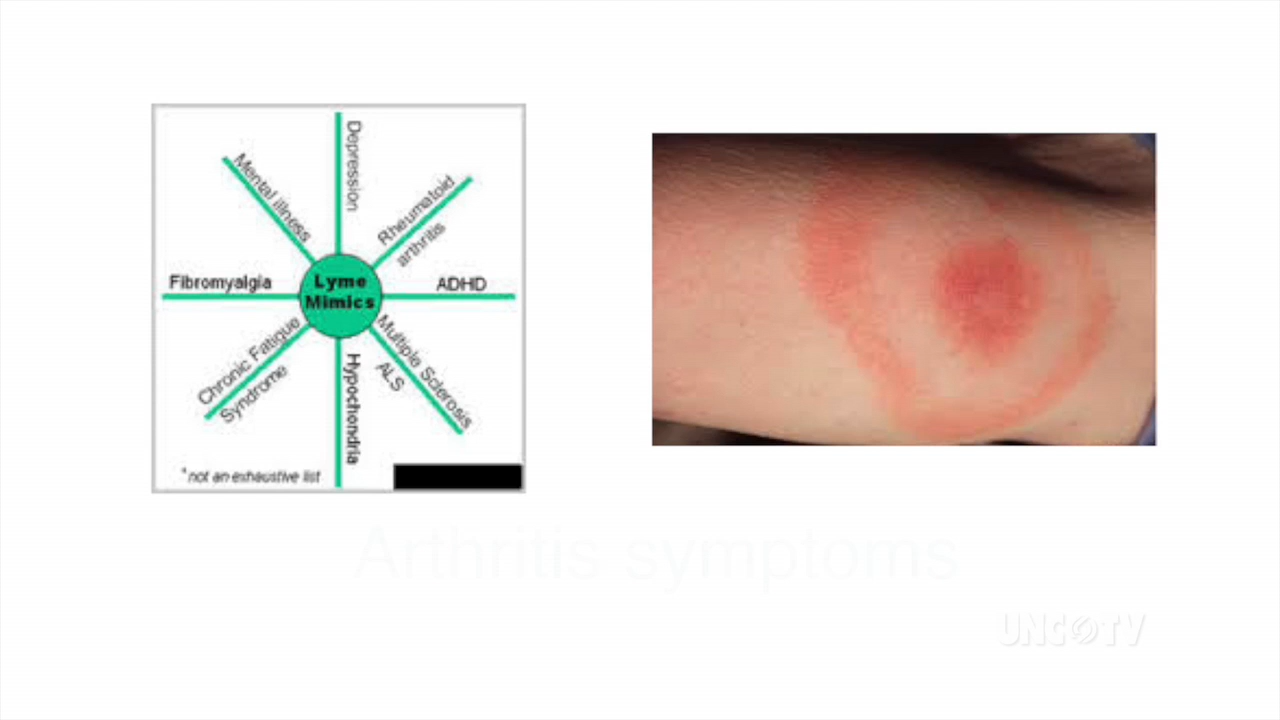 Depression
Mental illness
Rheumatoid
arthritis
Fibromyalgia
Lyme
Mimics
ADHD
Chronic Fatigue
Syndrome
Multiple Sclerosis
ALS
Hypochondria
*not an exhaustive list
Arthritis symptoms
UNC TV